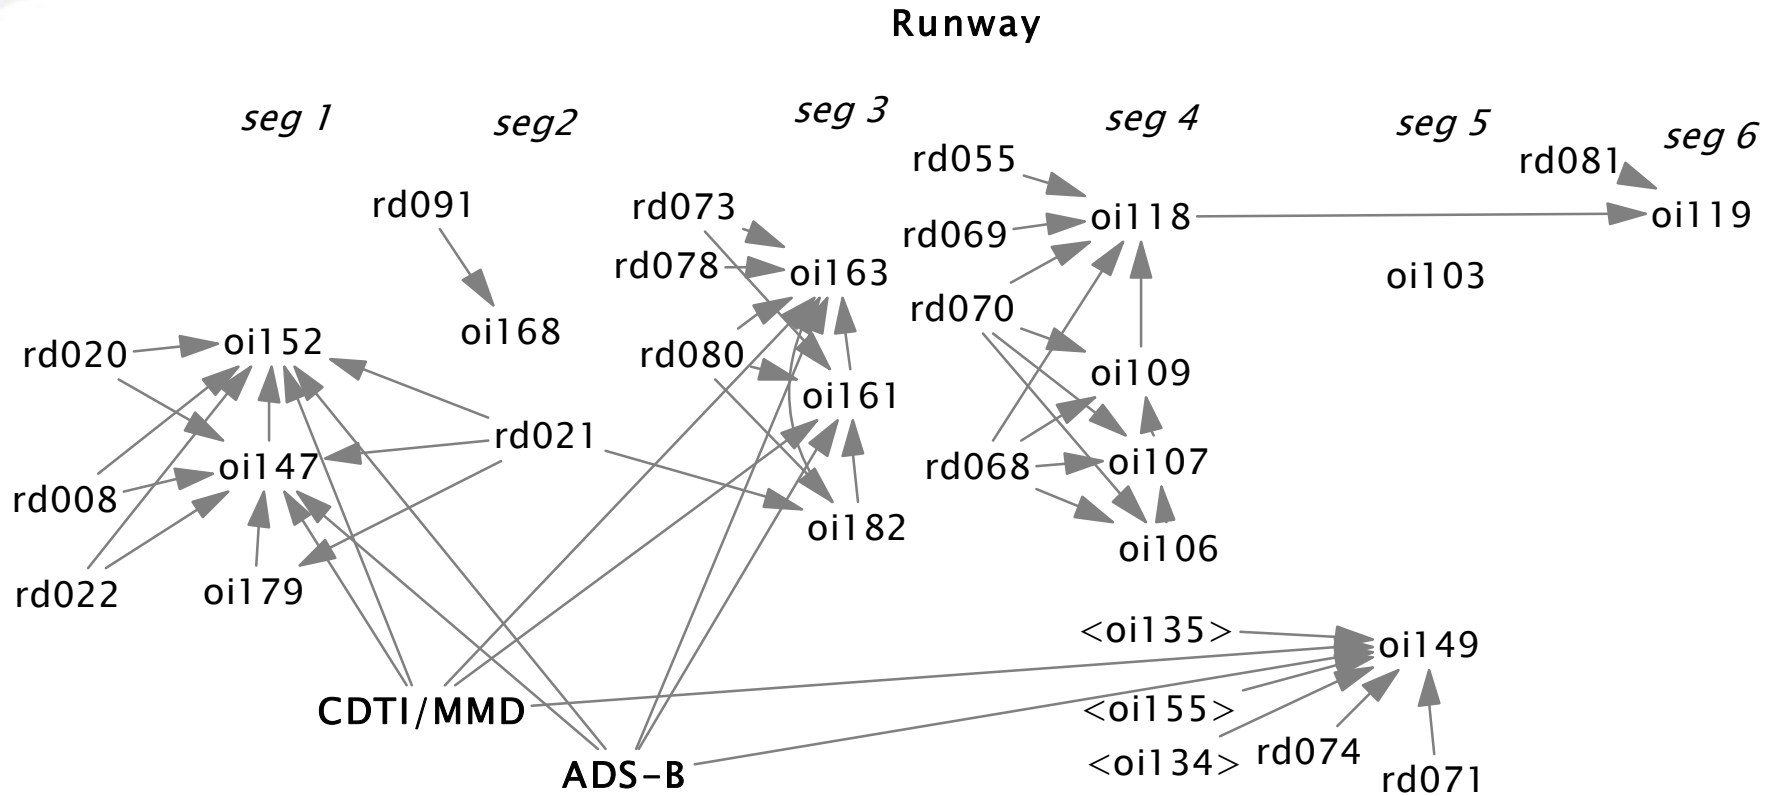 Runway
seg 1
seg2
seg 3
seg 4
seg 5
seg 6
rd055
rd081
rd091
rd073
oi118
oi119
rd069
rd078
oi163
oi103
rd070
oi168
oi152
rd020
rd080
oi109
oi161
rd021
oi147
rd068
oi107
rd008
oi182
oi106
rd022
oi179
<oi135>
oi149
CDTI/MMD
<oi155>
rd074
<oi134>
ADS-B
rd071